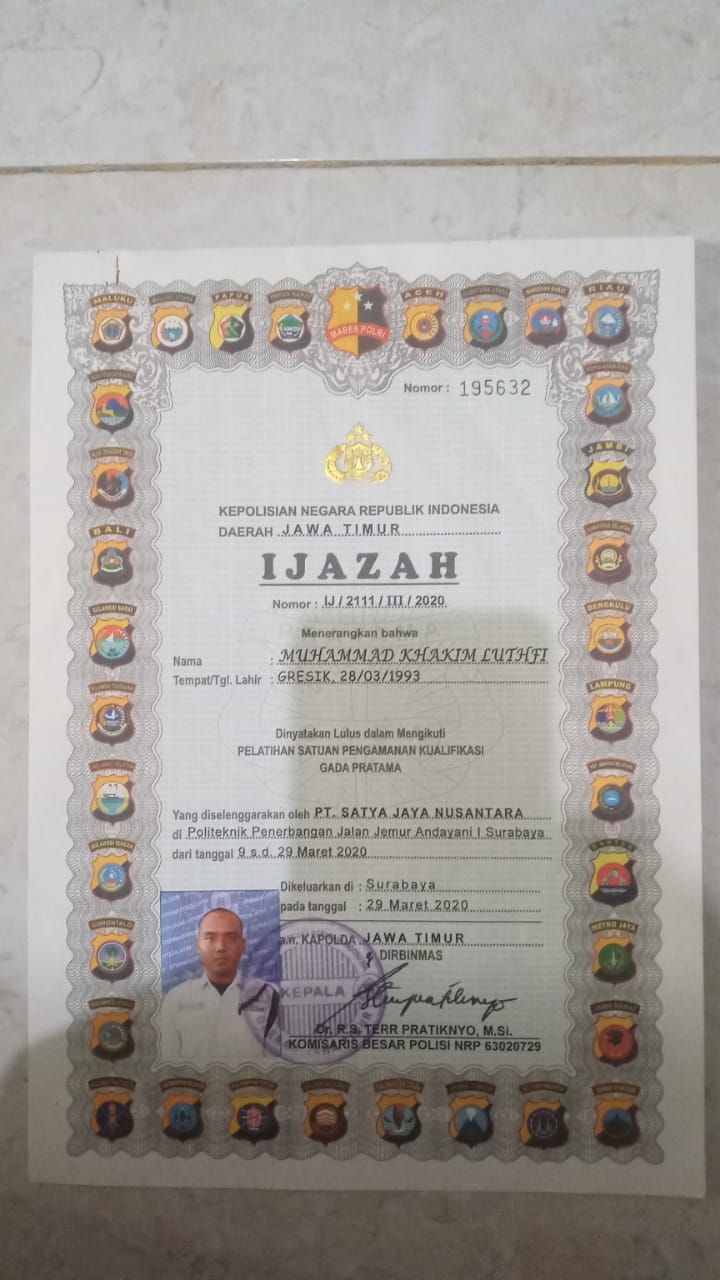 MALUKU
PAPUA
MABES POLRI
ACEH
RIAU
Nomor : 195632
JAMBI
BALI
KEPOLISIAN NEGARA REPUBLIK INDONESIA
DAERAH JAWA TIMUR
IJAZAH
Nomor : IJ / 2111 / III / 2020
BENGKULU
SULAWESI BARAT
Menerangkan bahwa
Nama : MUHAMMAD KHAKIM LUTHFI
Tempat/Tgl. Lahir : GRESIK, 28/03/1993
LAMPUNG
Dinyatakan Lulus dalam Mengikuti
PELATIHAN SATUAN PENGAMANAN KUALIFIKASI
GADA PRATAMA
Yang diselenggarakan oleh PT. SATYA JAYA NUSANTARA
di Politeknik Penerbangan Jalan Jemur Andayani I Surabaya
dari tanggal 9 s.d. 29 Maret 2020
BANTEN
Dikeluarkan di : Surabaya
pada tanggal : 29 Maret 2020
GORONTALO
METRO JAYA
a.n. KAPOLDA JAWA TIMUR
DIRBINMAS
KEPALA
Dr. R.S. TERR PRATIKNYO, M.Si.
KOMISARIS BESAR POLISI NRP 63020729